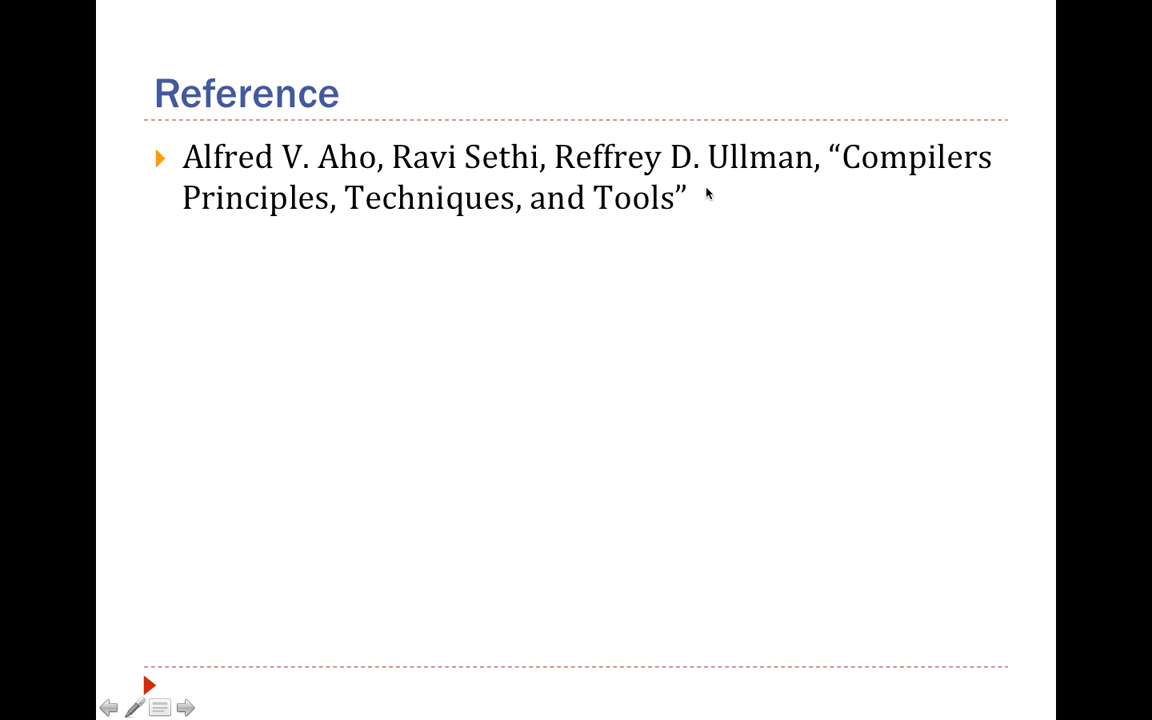 Reference
Alfred V. Aho, Ravi Sethi, Reffrey D. Ullman, “Compilers
Principles, Techniques, and Tools”